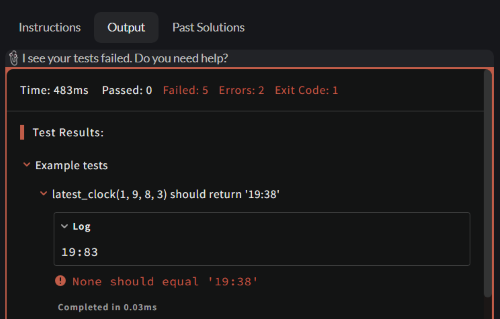 Instructions Output Past Solutions
I see your tests failed. Do you need help?
Time: 483ms Passed: 0 Failed: 5 Errors: 2 Exit Code: 1
Test Results:
Example tests
latest_clock(1, 9, 8, 3) should return '19:38'
Log
19:83
None should equal '19:38'
Completed in 0.03ms